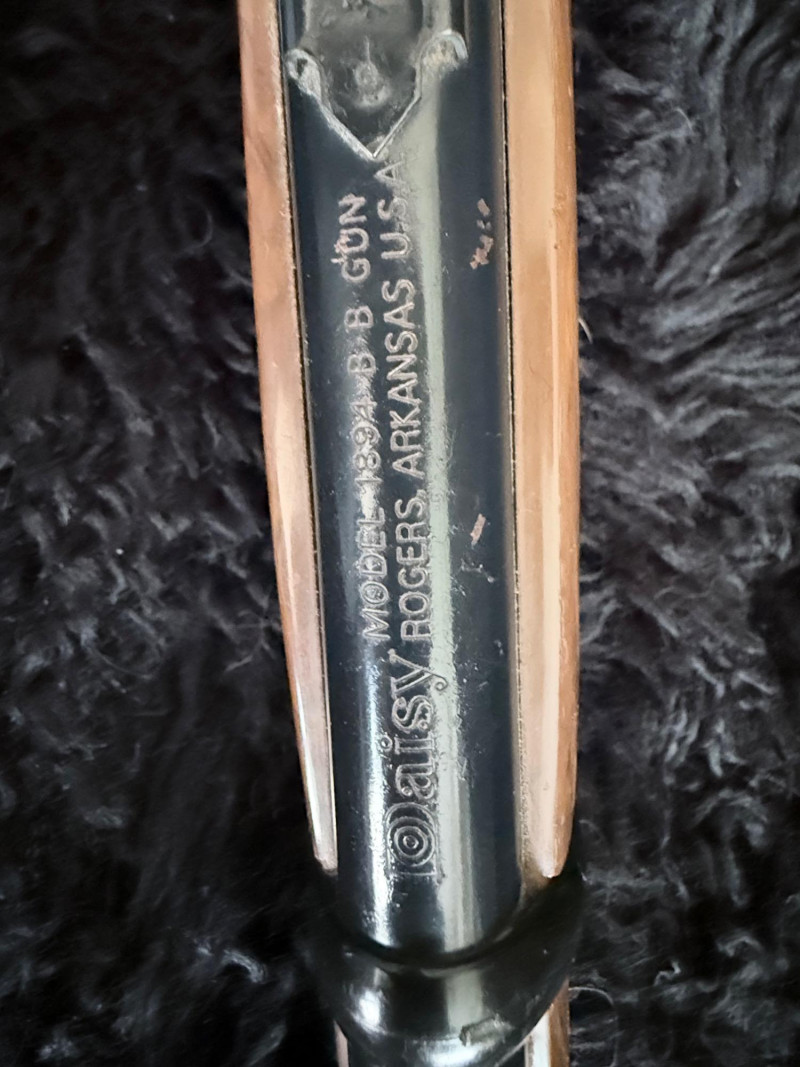 MODEL 1894 B B GUN
Daisy ROGERS, ARKANSAS U.S.A